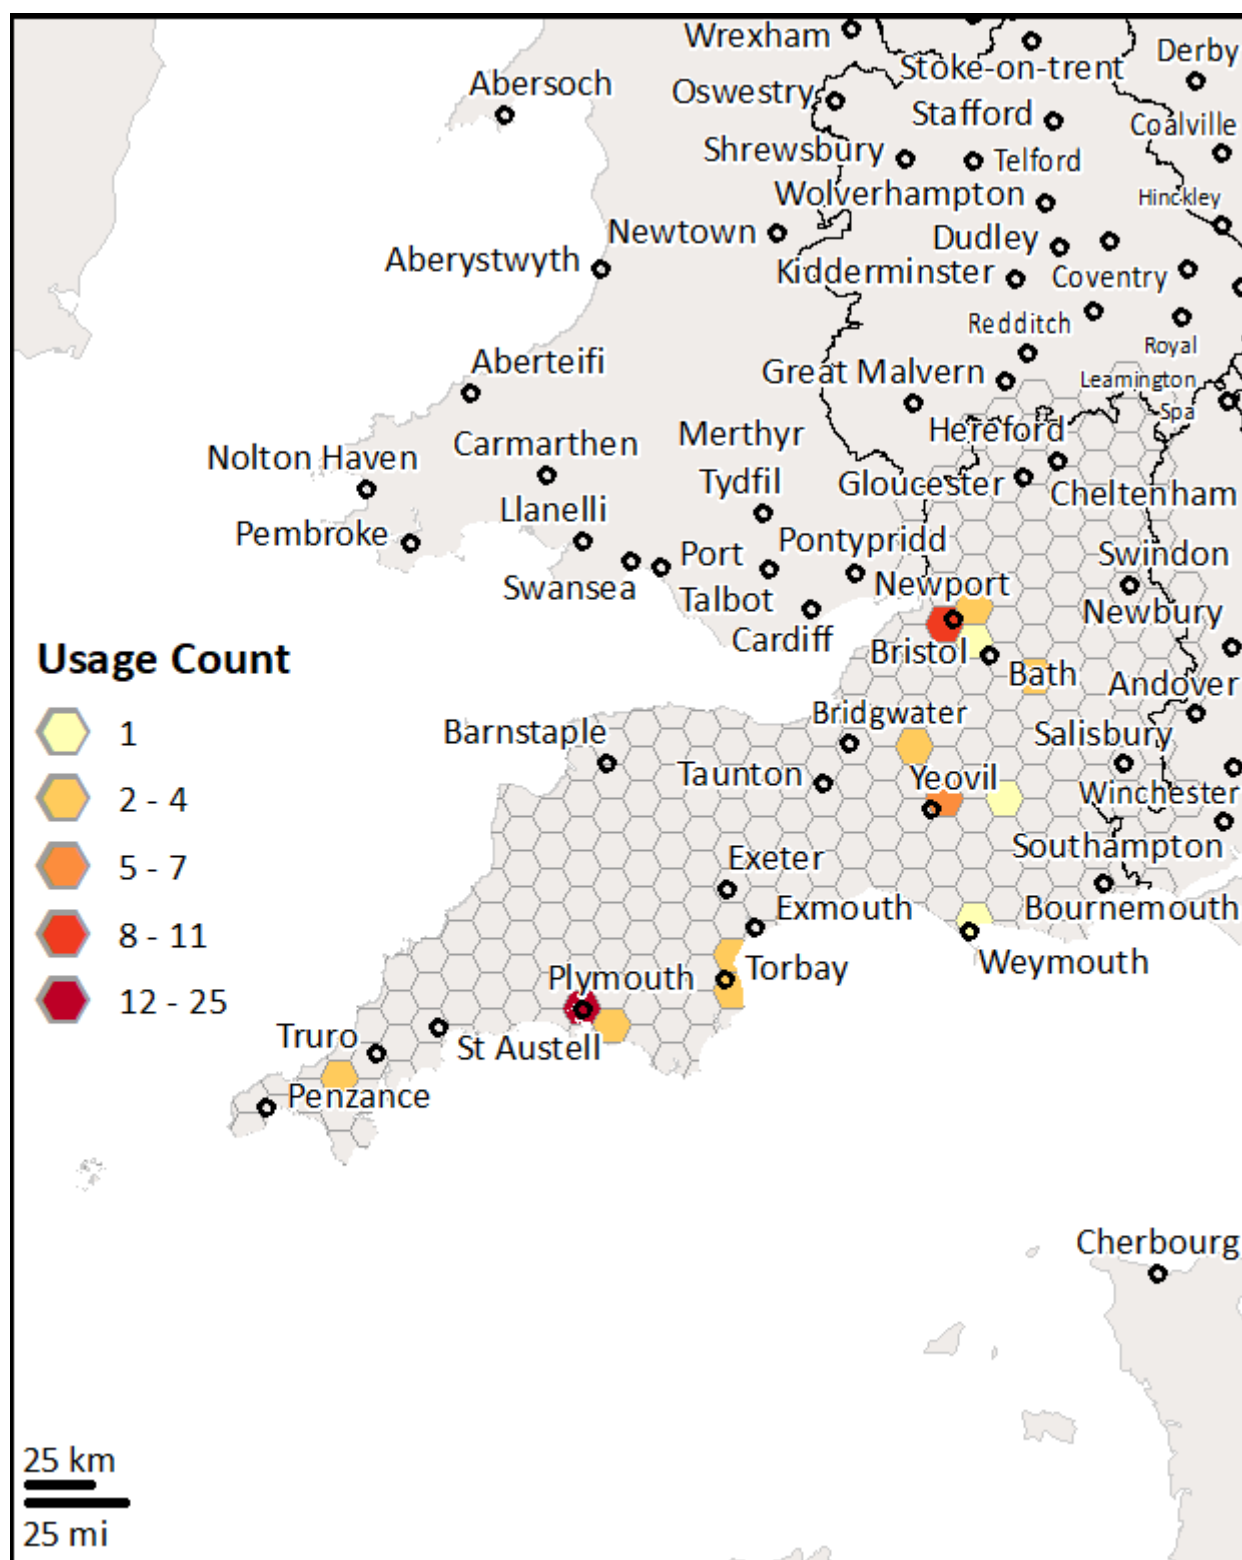 Wrexham
Stoke-on-trent
Derby
Abersoch
Oswestry
Stafford
Coalville
Shrewsbury
Telford
Wolverhampton
Hinckley
Newtown
Dudley
Aberystwyth
Kidderminster
Coventry
Redditch
Royal
Leamington
Spa
Aberteifi
Great Malvern
Hereford
Nolton Haven
Carmarthen
Merthyr
Tydfil
Gloucester
Cheltenham
Llanelli
Pembroke
Port
Talbot
Pontypridd
Swindon
Swansea
Newport
Newbury
Cardiff
Bristol
Bath
Andover
Usage Count
1
2 - 4
5 - 7
8 - 11
12 - 25
Barnstaple
Bridgwater
Salisbury
Taunton
Yeovil
Winchester
Exeter
Southampton
Exmouth
Bournemouth
Plymouth
Torbay
Weymouth
Truro
St Austell
Penzance
Cherbourg
25 km
25 mi